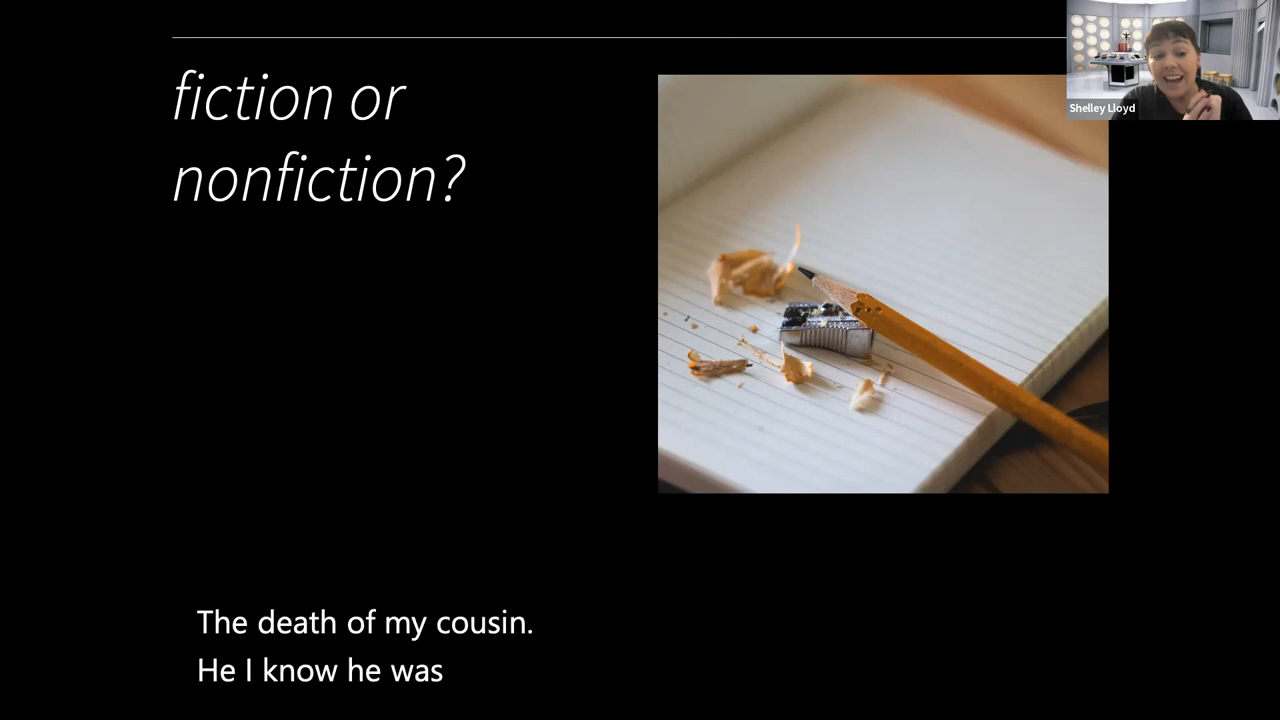 fiction or
nonfiction?
Shelley Lloyd
The death of my cousin.
He I know he was